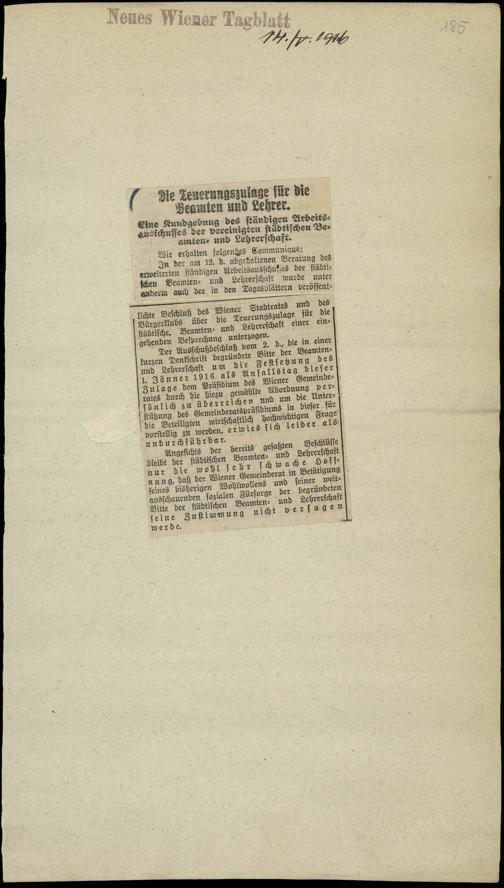 Neues Wiener Tagblatt
14./V. 1916
185
Die Teuerungszulage für die
Beamten und Lehrer.
Eine Kundgebung des ständigen Arbeits-
ausschusses der vereinigten städtischen Be-
amten- und Lehrerschaft.
Wir erhalten folgendes Communiqué:
In der am 12. d. abgehaltenen Beratung des
erweiterten ständigen Arbeitsausschusses der städti-
schen Beamten- und Lehrerschaft wurde unter
anderm auch der in den Tagesblättern veröffent-
lichte Beschluß des Wiener Stadtrates und des
Bürgerklubs über die Teuerungszulage für die
städtische Beamten- und Lehrerschaft einer ein-
gehenden Besprechung unterzogen.
Der Ausschußbeschluß vom 2. d., die in einer
kurzen Denkschrift begründete Bitte der Beamten-
und Lehrerschaft um die Festsetzung des
1. Jänner 1916 als Anfallstag dieser
Zulage dem Präsidium des Wiener Gemeinde-
rates durch die hiezu gewählte Abordnung per-
sönlich zu überreichen und um die Unter-
stützung des Gemeinderatspräsidiums in dieser für
die Beteiligten wirtschaftlich hochwichtigen Frage
vorstellig zu werden, erwies sich leider als
undurchführbar.
Angesichts der bereits gefaßten Beschlüsse
bleibt der städtischen Beamten- und Lehrerschaft
nur die wohl sehr schwache Hoff-
nung, daß der Wiener Gemeinderat in Betätigung
seines bisherigen Wohlwollens und seiner weit-
ausschauenden sozialen Fürsorge der begründeten
Bitte der städtischen Beamten- und Lehrerschaft
seine Zustimmung nicht versagen
werde.